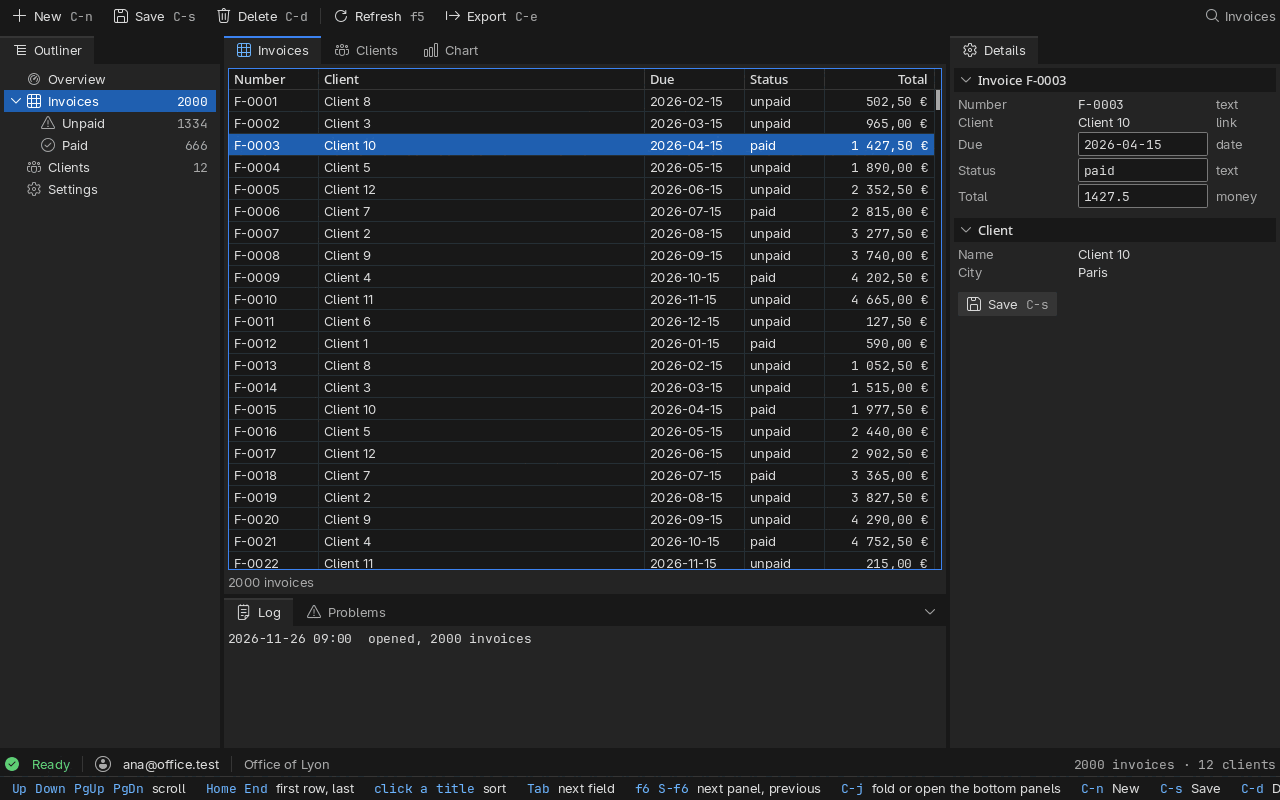 New C-n Save C-s Delete C-d Refresh f5 Export C-e Invoices
Outliner
Overview
Invoices 2000
Unpaid 1334
Paid 666
Clients 12
Settings
Invoices Clients Chart
Number Client Due Status Total
F-0001 Client 8 2026-02-15 unpaid 502,50 €
F-0002 Client 3 2026-03-15 unpaid 965,00 €
F-0003 Client 10 2026-04-15 paid 1 427,50 €
F-0004 Client 5 2026-05-15 unpaid 1 890,00 €
F-0005 Client 12 2026-06-15 unpaid 2 352,50 €
F-0006 Client 7 2026-07-15 paid 2 815,00 €
F-0007 Client 2 2026-08-15 unpaid 3 277,50 €
F-0008 Client 9 2026-09-15 unpaid 3 740,00 €
F-0009 Client 4 2026-10-15 paid 4 202,50 €
F-0010 Client 11 2026-11-15 unpaid 4 665,00 €
F-0011 Client 6 2026-12-15 unpaid 127,50 €
F-0012 Client 1 2026-01-15 paid 590,00 €
F-0013 Client 8 2026-02-15 unpaid 1 052,50 €
F-0014 Client 3 2026-03-15 unpaid 1 515,00 €
F-0015 Client 10 2026-04-15 paid 1 977,50 €
F-0016 Client 5 2026-05-15 unpaid 2 440,00 €
F-0017 Client 12 2026-06-15 unpaid 2 902,50 €
F-0018 Client 7 2026-07-15 paid 3 365,00 €
F-0019 Client 2 2026-08-15 unpaid 3 827,50 €
F-0020 Client 9 2026-09-15 unpaid 4 290,00 €
F-0021 Client 4 2026-10-15 paid 4 752,50 €
F-0022 Client 11 2026-11-15 unpaid 215,00 €
2000 invoices
Log Problems
2026-11-26 09:00 opened, 2000 invoices
Details
Invoice F-0003
Number F-0003 text
Client Client 10 link
Due 2026-04-15 date
Status paid text
Total 1427.5 money
Client
Name Client 10
City Paris
Save C-s
Ready ana@office.test Office of Lyon 2000 invoices · 12 clients
Up Down PgUp PgDn scroll Home End first row, last click a title sort Tab next field f6 S-f6 next panel, previous C-j fold or open the bottom panels C-n New C-s Save C-d D